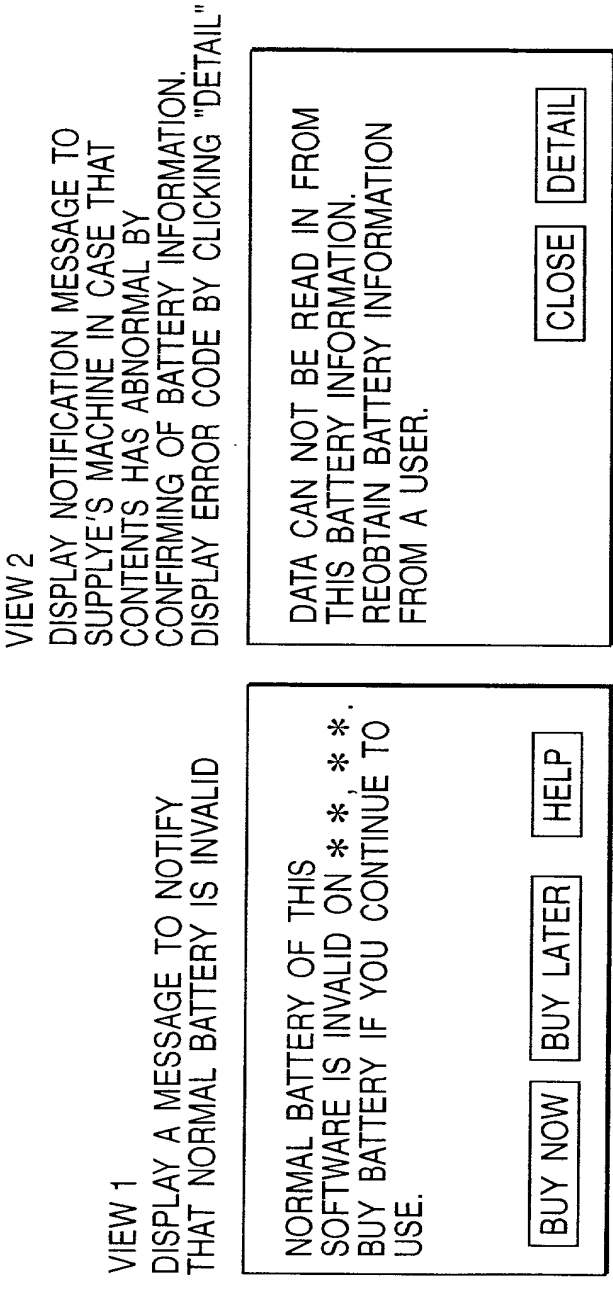 VIEW 1
DISPLAY A MESSAGE TO NOTIFY
THAT NORMAL BATTERY IS INVALID
NORMAL BATTERY OF THIS
SOFTWARE IS INVALID ON * *, * *.
BUY BATTERY IF YOU CONTINUE TO
USE.
BUY NOW BUY LATER HELP
VIEW 2
DISPLAY NOTIFICATION MESSAGE TO
SUPPLYE'S MACHINE IN CASE THAT
CONTENTS HAS ABNORMAL BY
CONFIRMING OF BATTERY INFORMATION.
DISPLAY ERROR CODE BY CLICKING "DETAIL"
DATA CAN NOT BE READ IN FROM
THIS BATTERY INFORMATION.
REOBTAIN BATTERY INFORMATION
FROM A USER.
CLOSE DETAIL